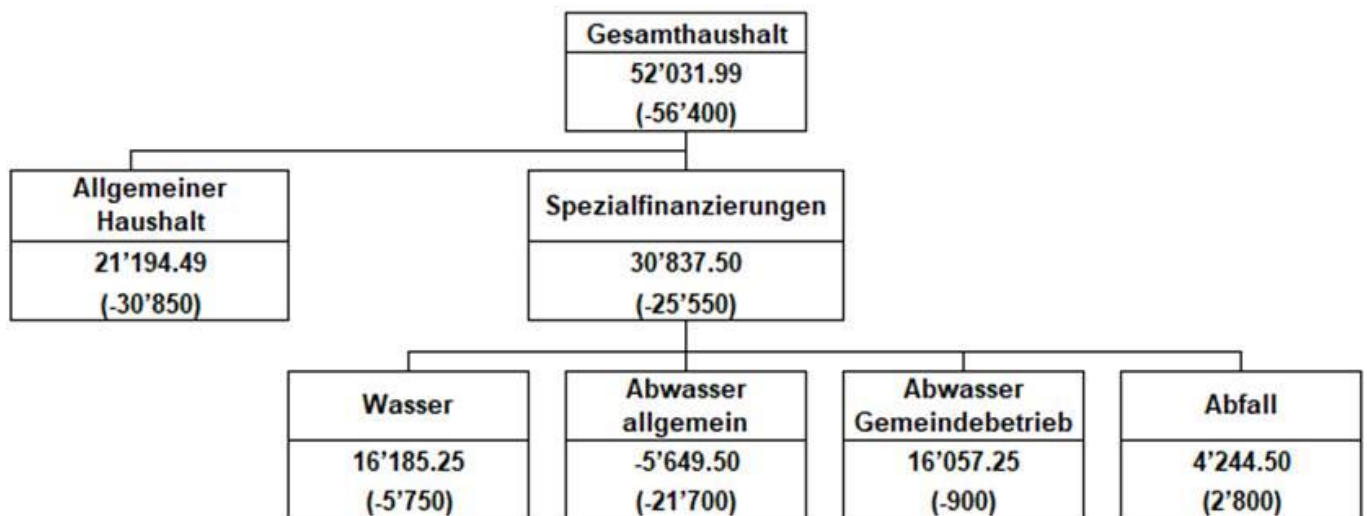 Gesamthaushalt
52’031.99
(-56’400)
Allgemeiner
Haushalt
21’194.49
(-30’850)
Spezialfinanzierungen
30’837.50
(-25’550)
Wasser
16’185.25
(-5’750)
Abwasser
allgemein
-5’649.50
(-21’700)
Abwasser
Gemeindebetrieb
16’057.25
(-900)
Abfall
4’244.50
(2’800)